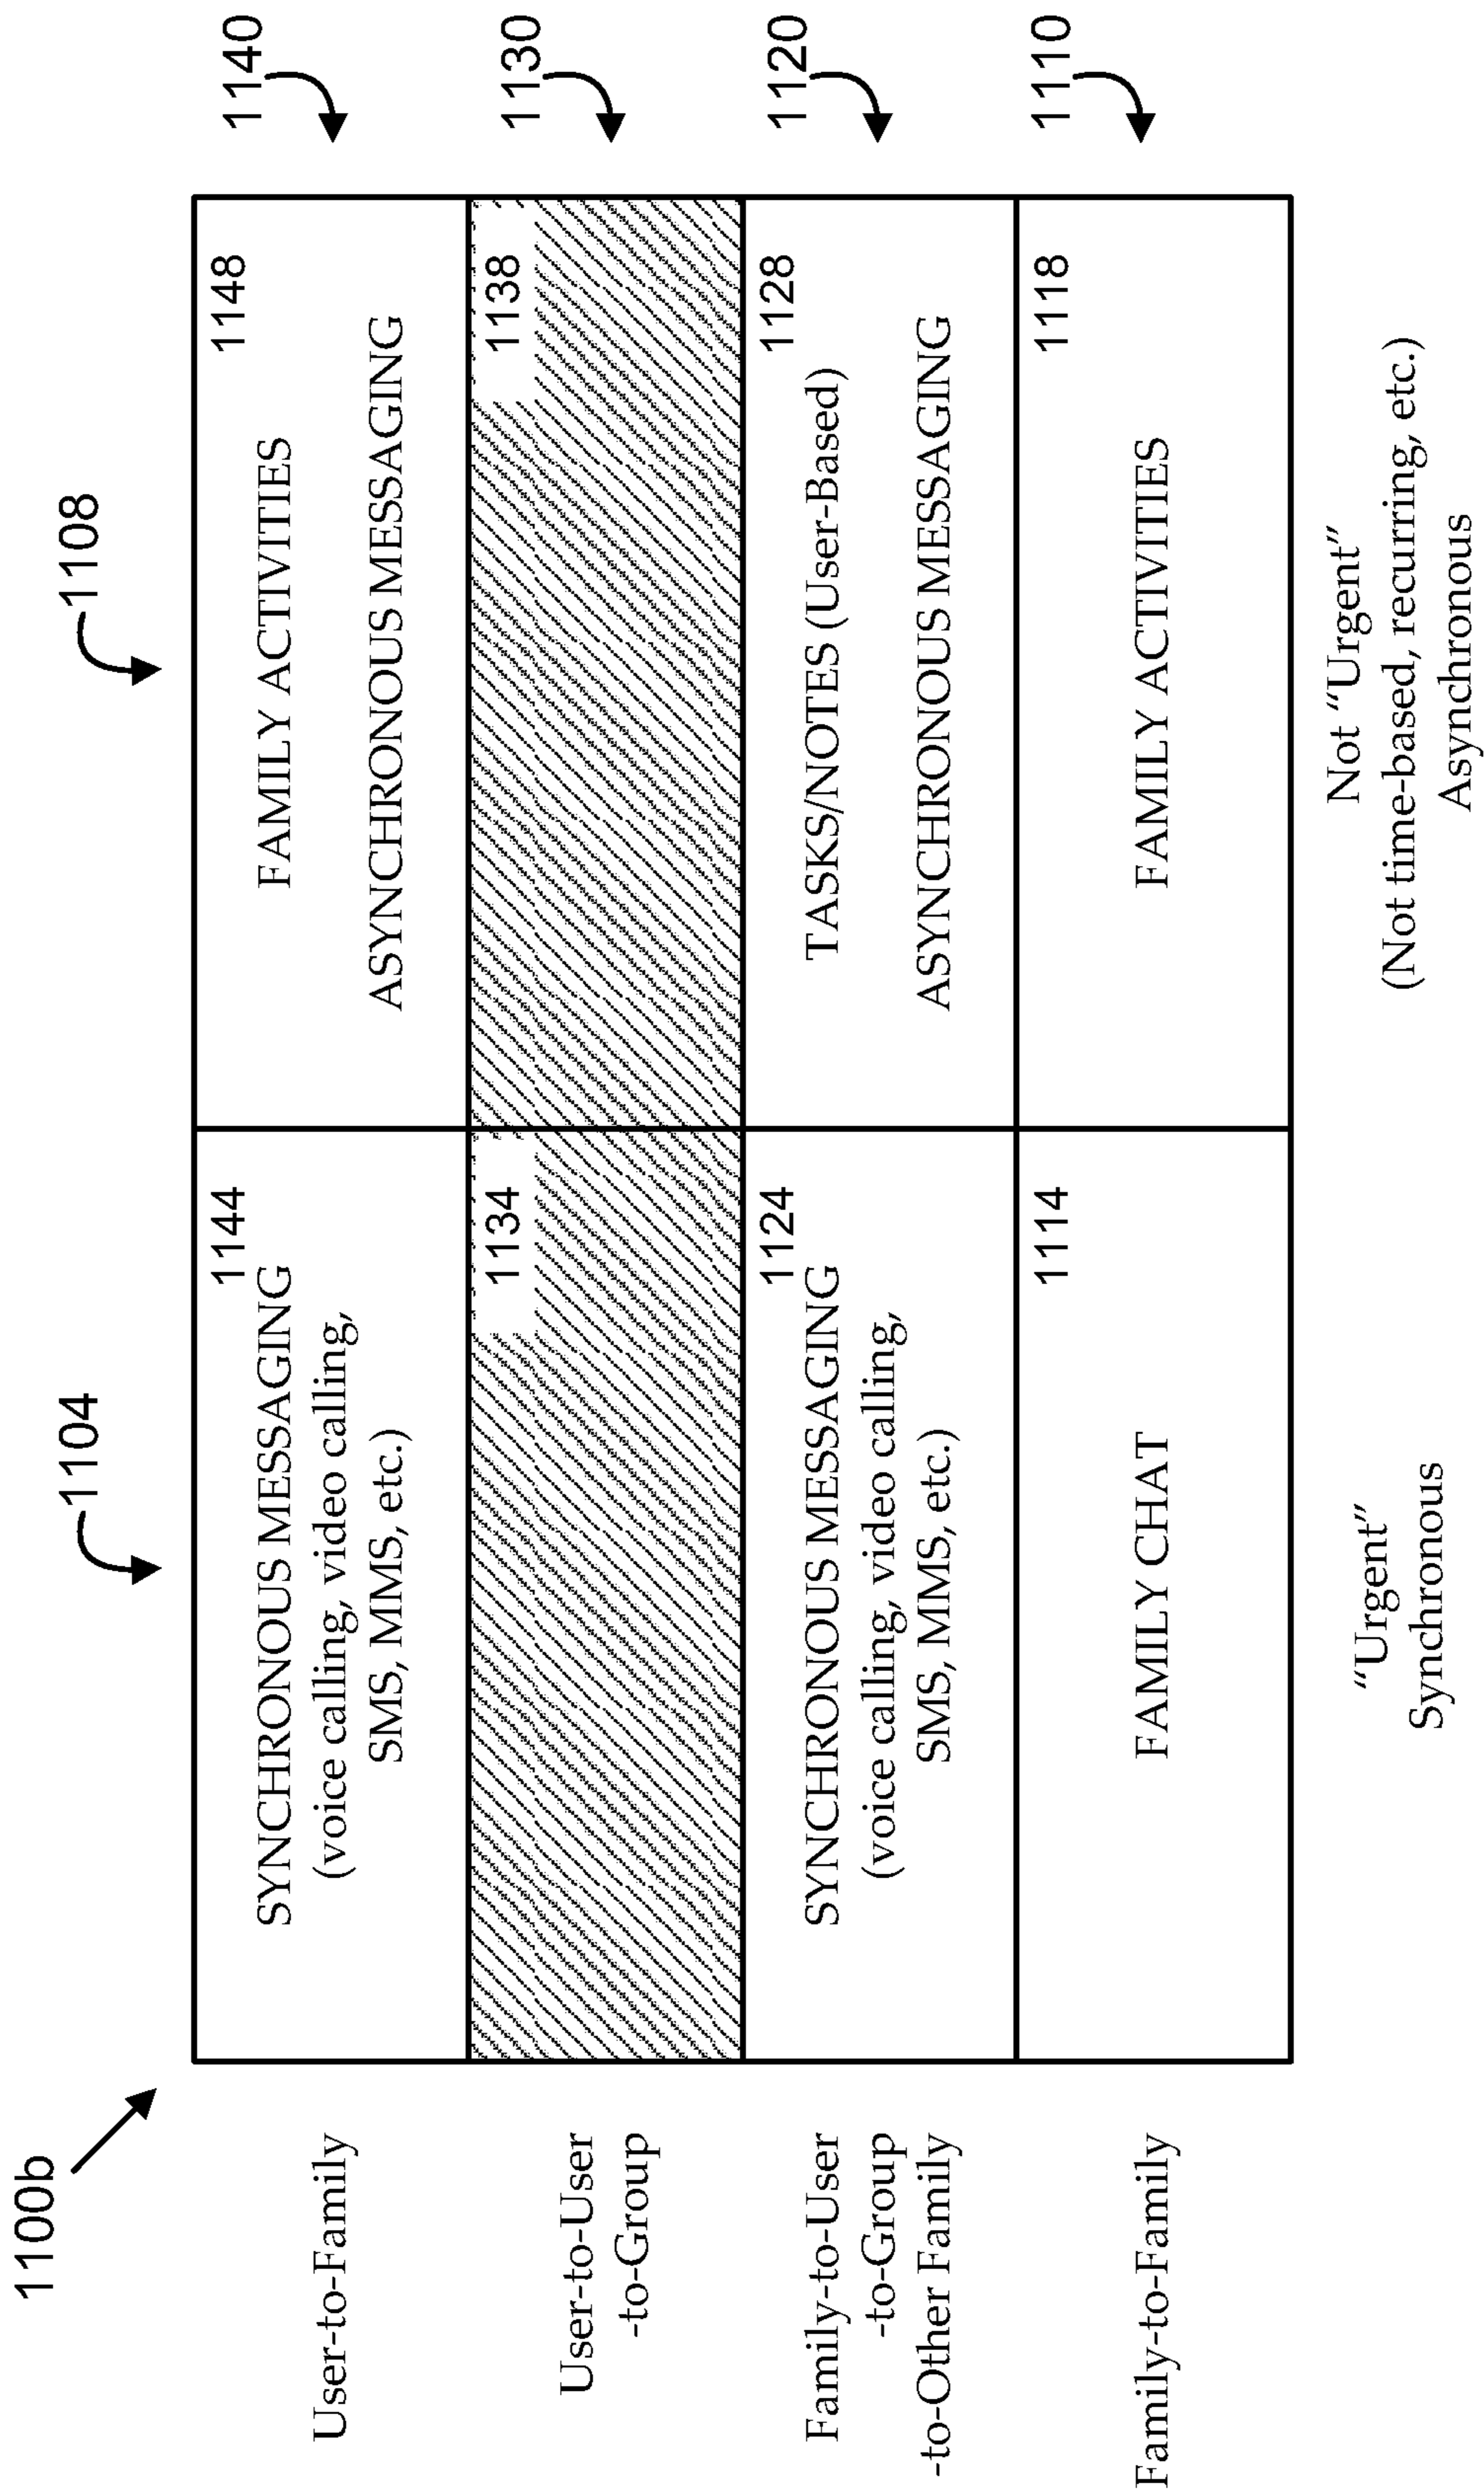 1100b
1104
1108
User-to-Family
1144
SYNCHRONOUS MESSAGING
(voice calling, video calling,
SMS, MMS, etc.)
1148
FAMILY ACTIVITIES
ASYNCHRONOUS MESSAGING
1140
User-to-User
-to-Group
1134
1138
1130
Family-to-User
-to-Group
-to-Other Family
1124
SYNCHRONOUS MESSAGING
(voice calling, video calling,
SMS, MMS, etc.)
1128
TASKS/NOTES (User-Based)
ASYNCHRONOUS MESSAGING
1120
Family-to-Family
1114
FAMILY CHAT
1118
FAMILY ACTIVITIES
1110
“Urgent”
Synchronous
Not “Urgent”
(Not time-based, recurring, etc.)
Asynchronous